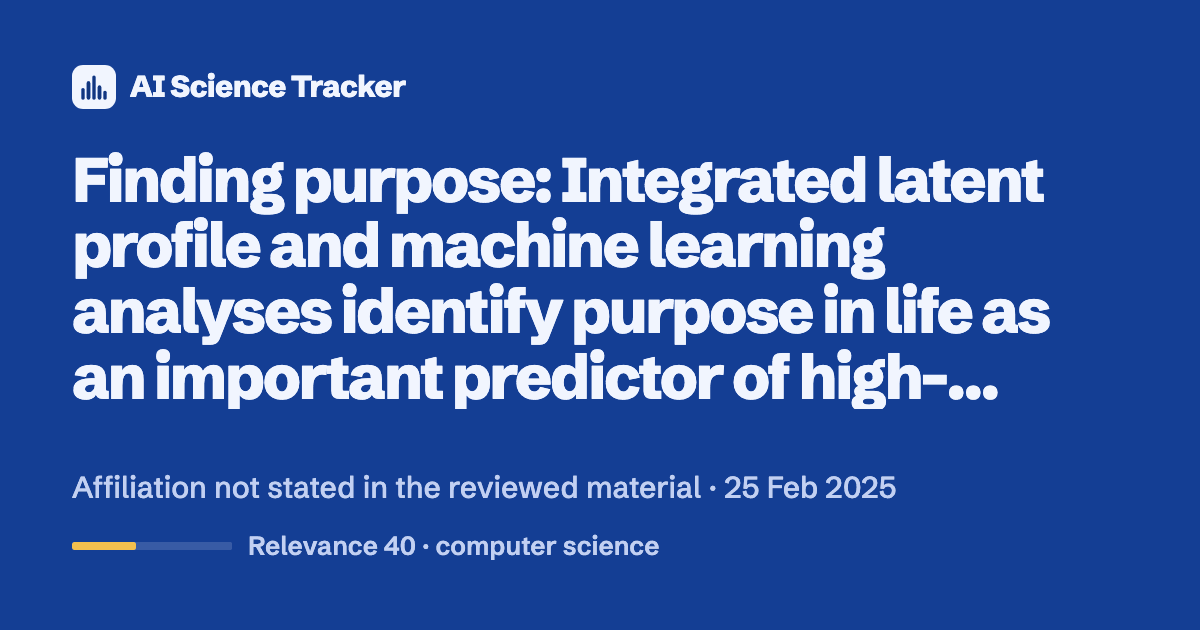 AI Science Tracker
Finding purpose: Integrated latent
profile and machine learning
analyses identify purpose in life as
an important predictor of high-...
Affiliation not stated in the reviewed material · 25 Feb 2025
Relevance 40 · computer science